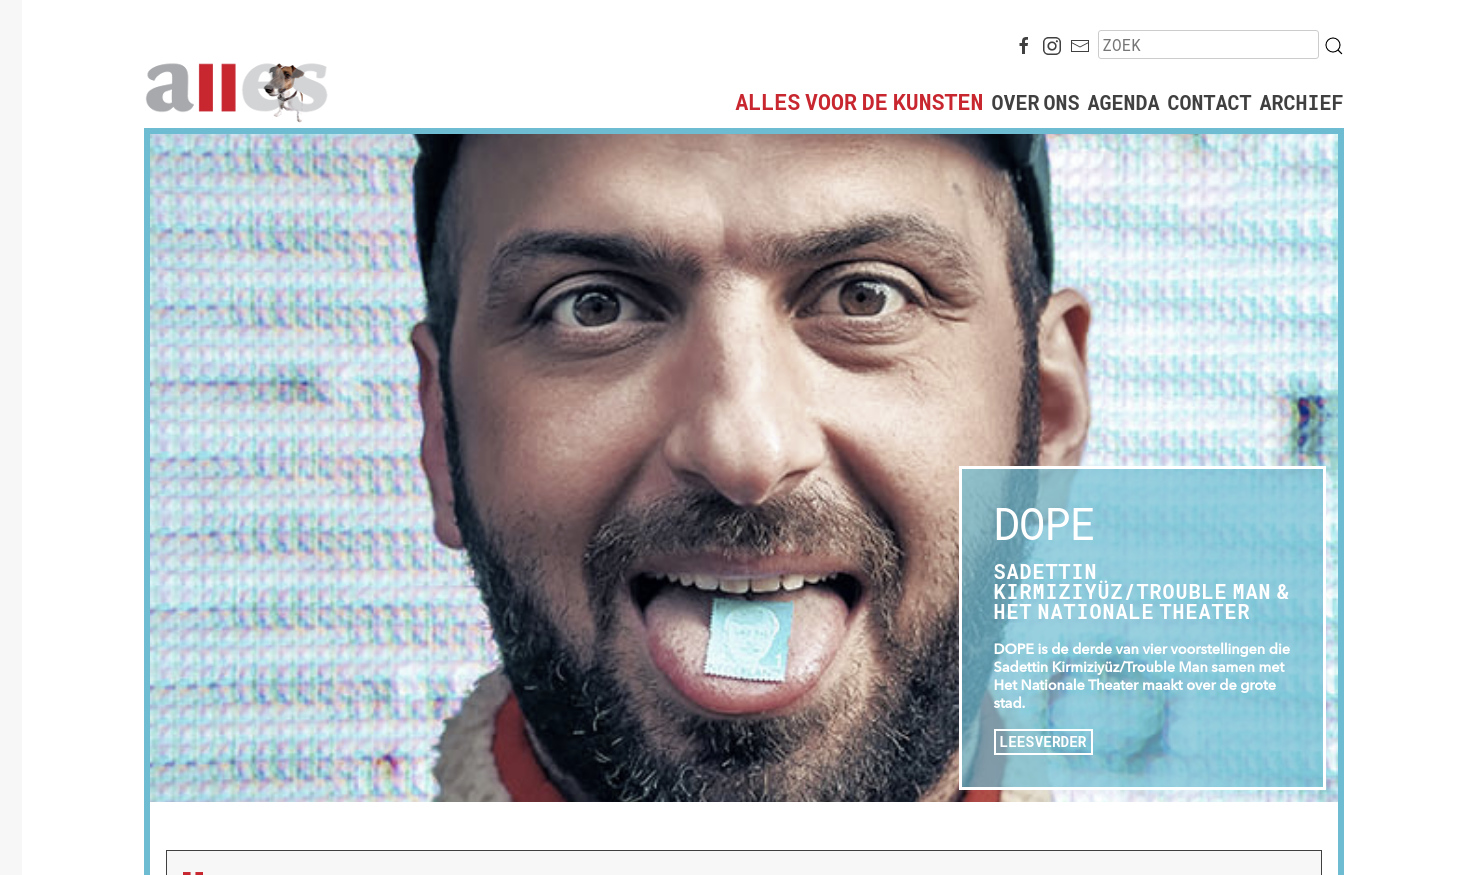 ZOEK
alles
ALLES VOOR DE KUNSTEN OVER ONS AGENDA CONTACT ARCHIEF
DOPE
SADETTIN
KIRMIZIYÜZ/TROUBLE MAN &
HET NATIONALE THEATER
DOPE is de derde van vier voorstellingen die
Sadettin Kirmiziyüz/Trouble Man samen met
Het Nationale Theater maakt over de grote
stad.
LEESVERDER